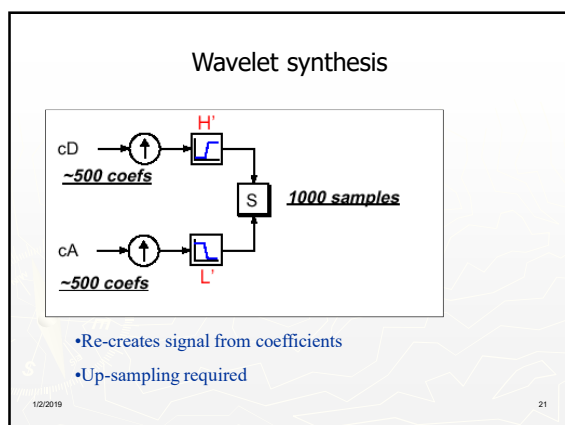 Wavelet synthesis
H'
cD
~500 coefs
S
1000 samples
cA
~500 coefs
L'
•Re-creates signal from coefficients
•Up-sampling required
1/2/2019
21